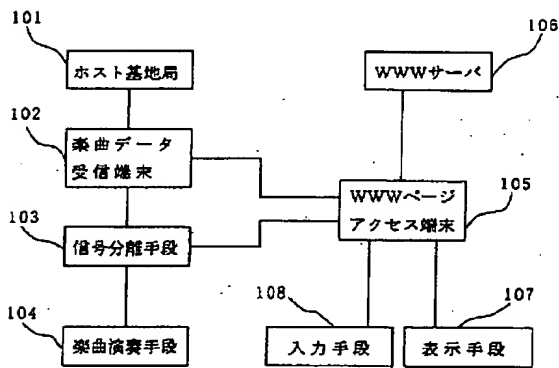 101
ホスト基地局
102
楽曲データ
受信端末
103
信号分離手段
104
楽曲演奏手段
106
WWWサーバ
WWWページ
アクセス端末
105
108
入力手段
107
表示手段